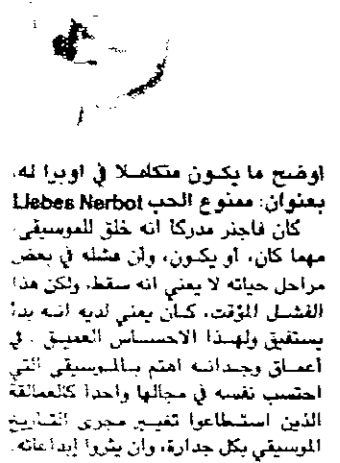 اوضح ما يكون متكاملا في اوبرا له،
بعنوان: ممنوع الحب Liebes Nerbot
كان فاجنر مدركا انه خلق للموسيقى.
مهما كان، أو يكون، وان فشله في بعض
مراحل حياته لا يعني انه سقط، ولكن هذا
الفشل المؤقت، كان يعني لديه انه بدا
يستفيق ولهذا الاحساس العميق . في
أعماق وجدانه اهتم بالموسيقى التي
احتسب نفسه في مجالها واحدا كالعمالقة
الذين استطاعوا تغيير مجرى التاريخ
الموسيقي بكل جدارة، وان يثروا إبداعاته.